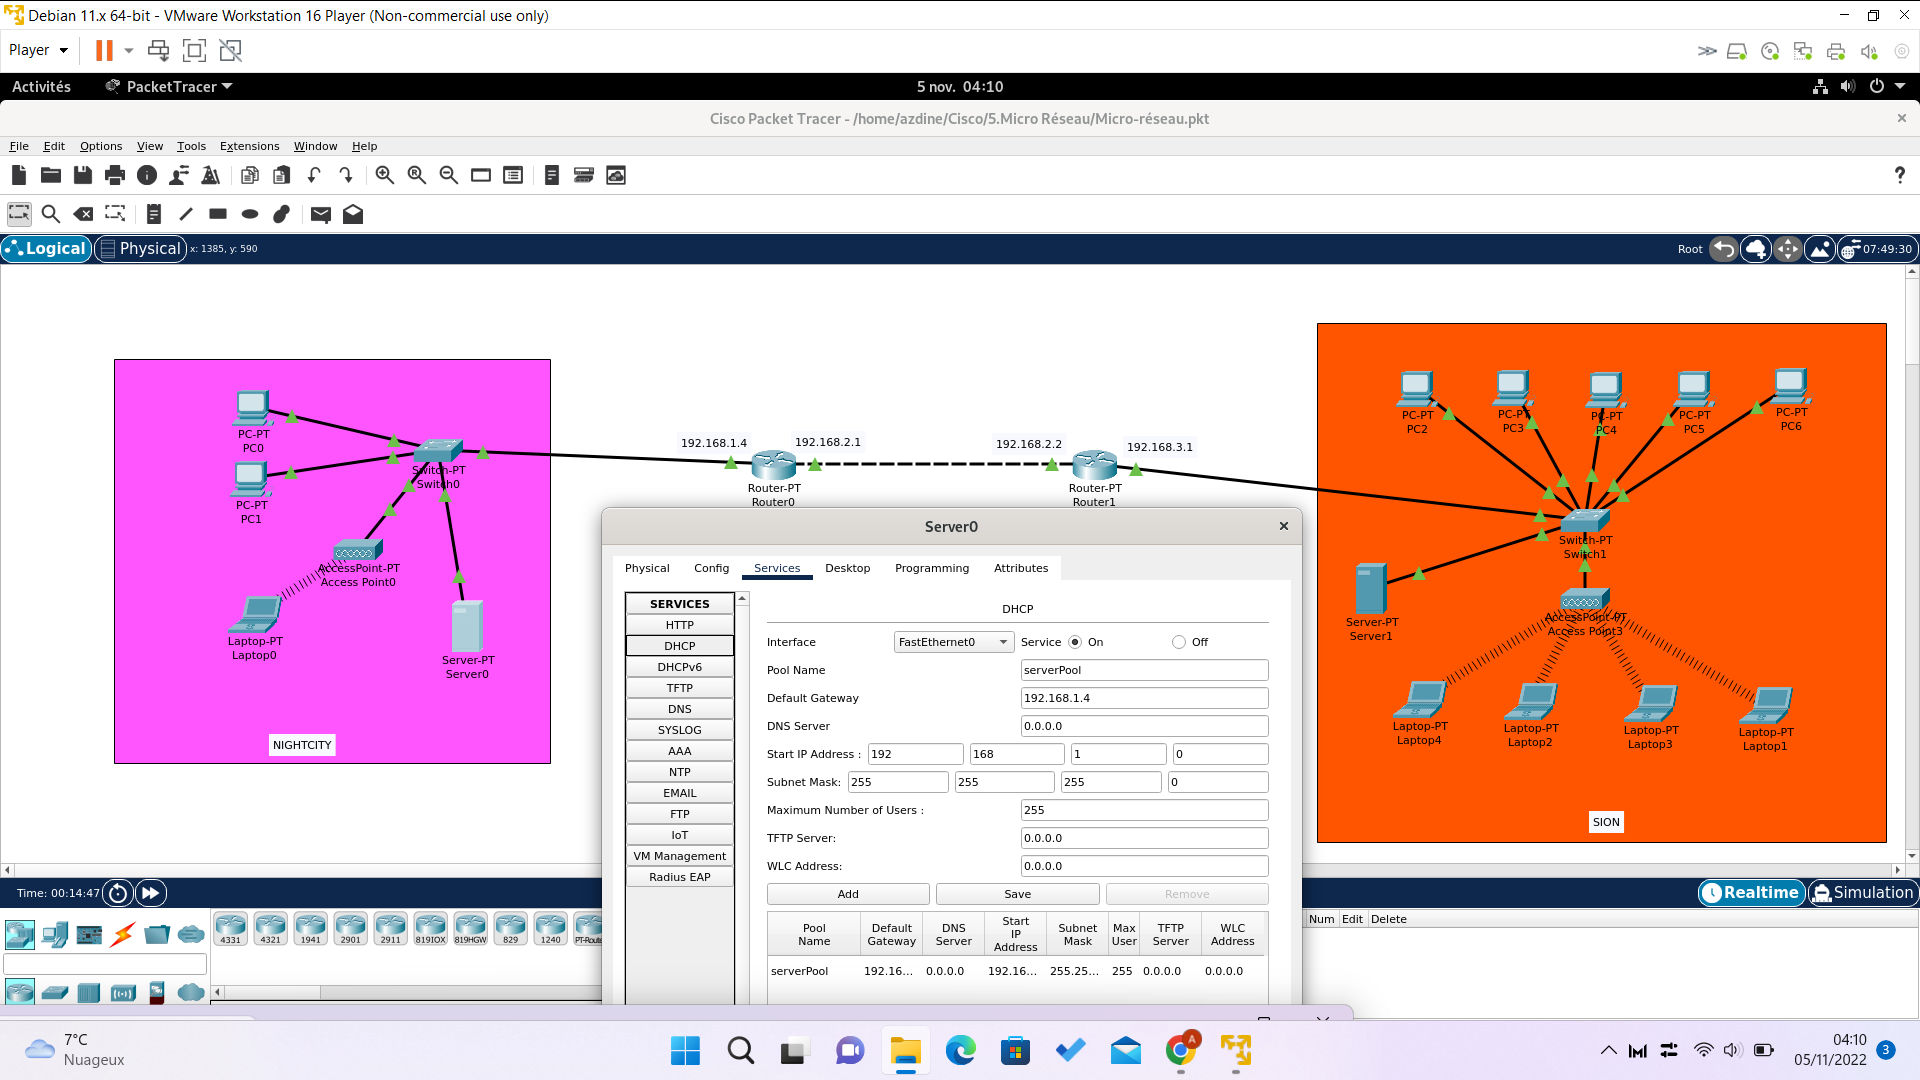 Debian 11.x 64-bit - VMware Workstation 16 Player (Non-commercial use only)
Player
Activités
PacketTracer
5 nov. 04:10
Cisco Packet Tracer - /home/azdine/Cisco/5.Micro Réseau/Micro-réseau.pkt
File Edit Options View Tools Extensions Window Help
Logical
Physical
x: 1385, y: 590
Root
07:49:30
PC-PT
PC0
PC-PT
PC1
Switch-PT
Switch0
AccessPoint-PT
Access Point0
Laptop-PT
Laptop0
Server-PT
Server0
NIGHTCITY
192.168.1.4
192.168.2.1
Router-PT
Router0
192.168.2.2
192.168.3.1
Router-PT
Router1
PC-PT
PC2
PC-PT
PC3
PC-PT
PC4
PC-PT
PC5
PC-PT
PC6
Switch-PT
Switch1
Server-PT
Server1
AccessPoint-PT
Access Point3
Laptop-PT
Laptop4
Laptop-PT
Laptop2
Laptop-PT
Laptop3
Laptop-PT
Laptop1
SION
Server0
Physical Config Services Desktop Programming Attributes
SERVICES
HTTP
DHCP
DHCPv6
TFTP
DNS
SYSLOG
AAA
NTP
EMAIL
FTP
IoT
VM Management
Radius EAP
DHCP
Interface FastEthernet0 Service On Off
Pool Name serverPool
Default Gateway 192.168.1.4
DNS Server 0.0.0.0
Start IP Address : 192 168 1 0
Subnet Mask: 255 255 255 0
Maximum Number of Users : 255
TFTP Server: 0.0.0.0
WLC Address: 0.0.0.0
Add Save Remove
Pool Name
Default Gateway
DNS Server
Start IP Address
Subnet Mask
Max User
TFTP Server
WLC Address
serverPool 192.16... 0.0.0.0 192.16... 255.25... 255 0.0.0.0 0.0.0.0
Time: 00:14:47
Realtime
Simulation
4331 4321 1941 2901 2911 819IOX 819HGW 829 1240 PT-Route
Num Edit Delete
7°C
Nuageux
A
04:10
05/11/2022
3